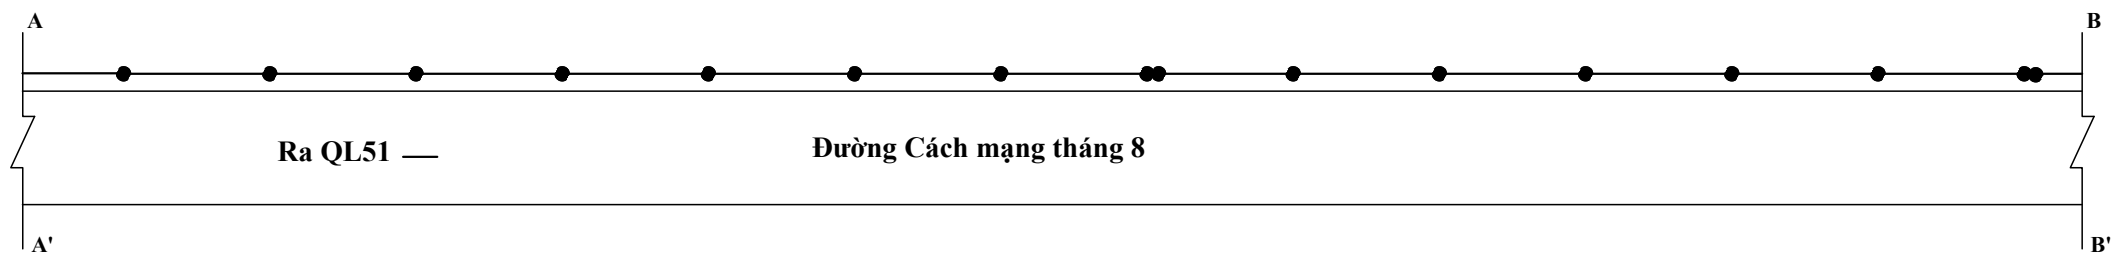 A
B
Ra QL51
Đường Cách mạng tháng 8
A'
B'